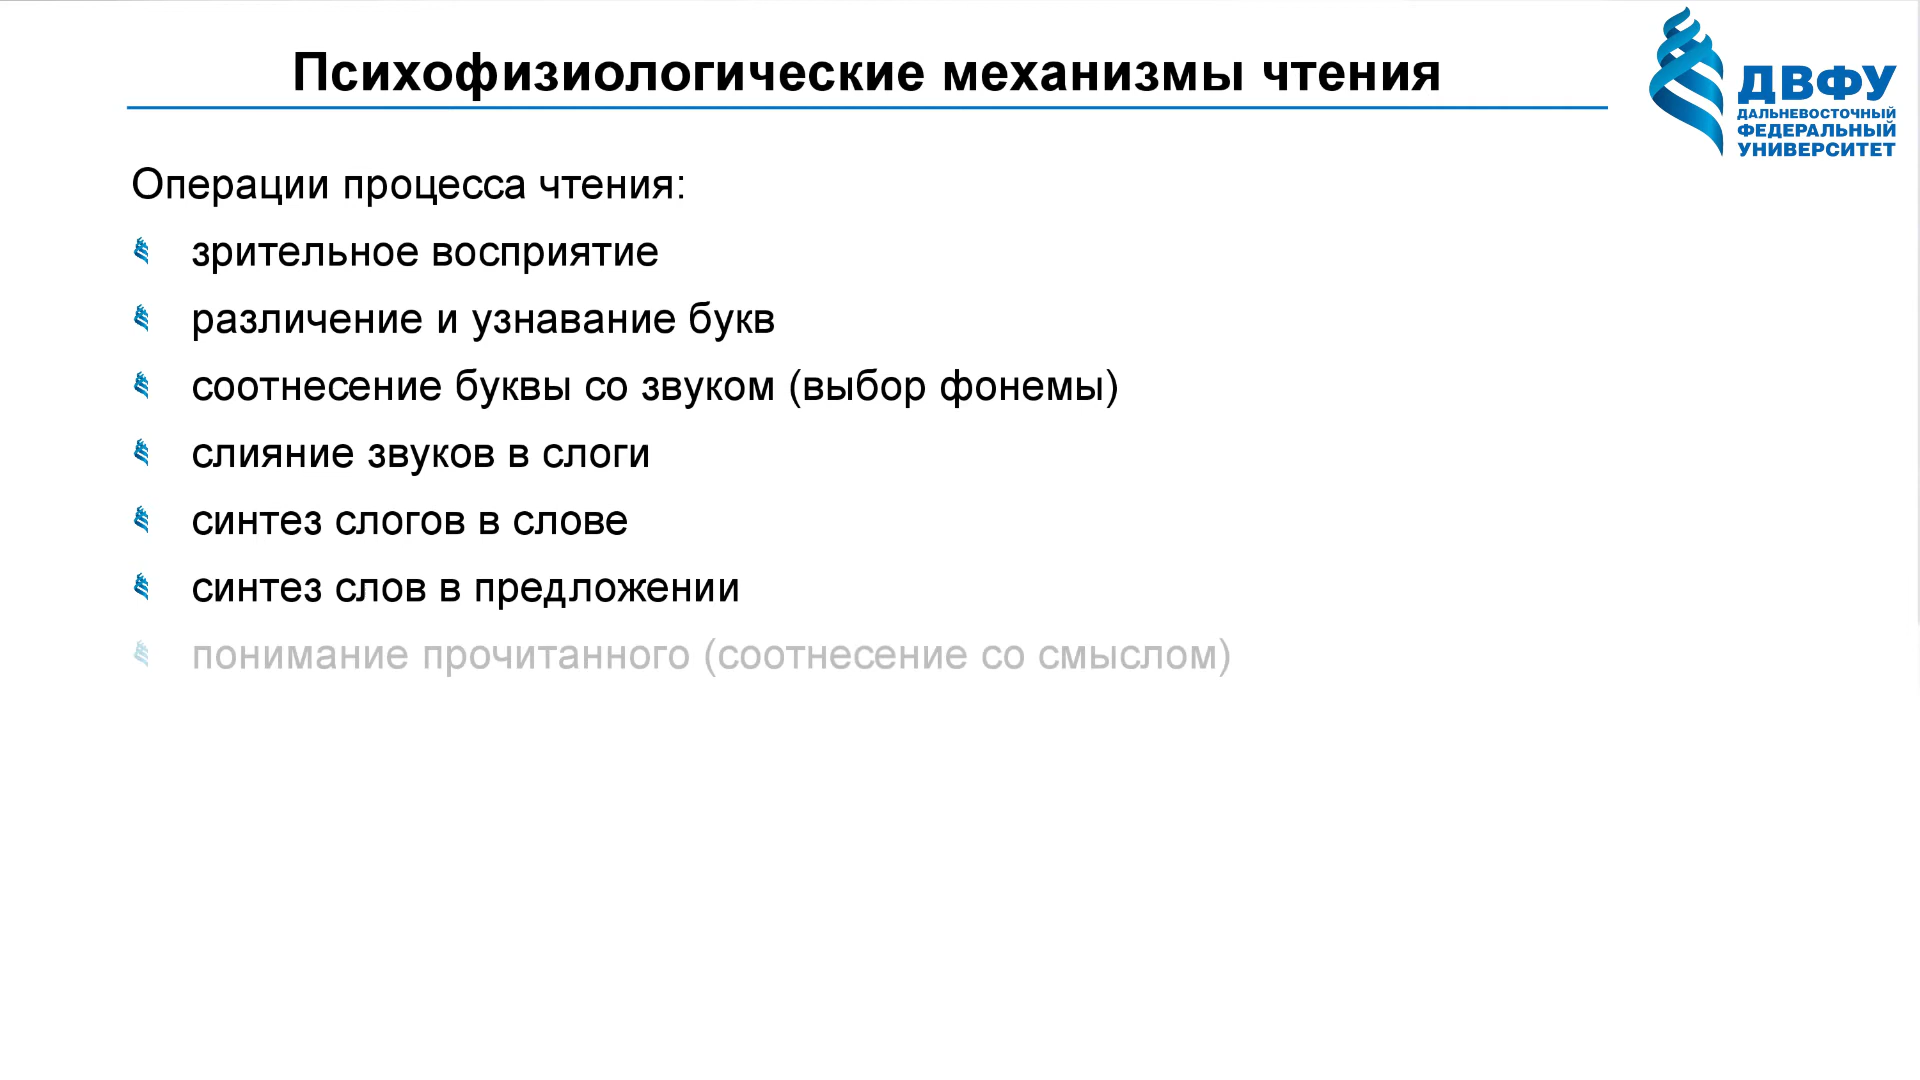 Психофизиологические механизмы чтения
ДВФУ
ДАЛЬНЕВОСТОЧНЫЙ
ФЕДЕРАЛЬНЫЙ
УНИВЕРСИТЕТ
Операции процесса чтения:
зрительное восприятие
различение и узнавание букв
соотнесение буквы со звуком (выбор фонемы)
слияние звуков в слоги
синтез слогов в слове
синтез слов в предложении
понимание прочитанного (соотнесение со смыслом)